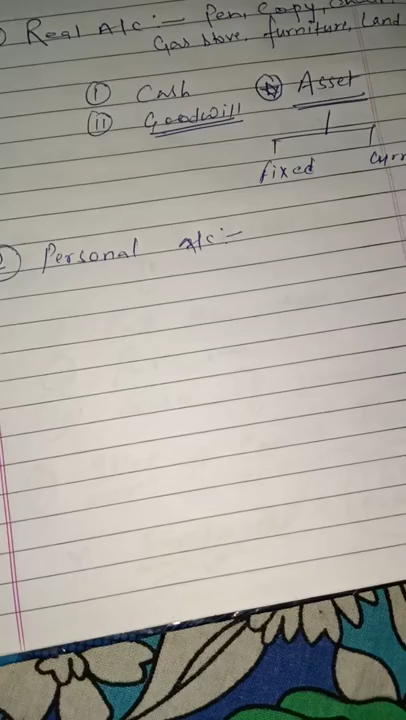 Real A/c:- Pen, Copy,
Gas stove, furniture, Land
(i) Cash
(ii) Goodwill
Asset
fixed
Personal A/c:-